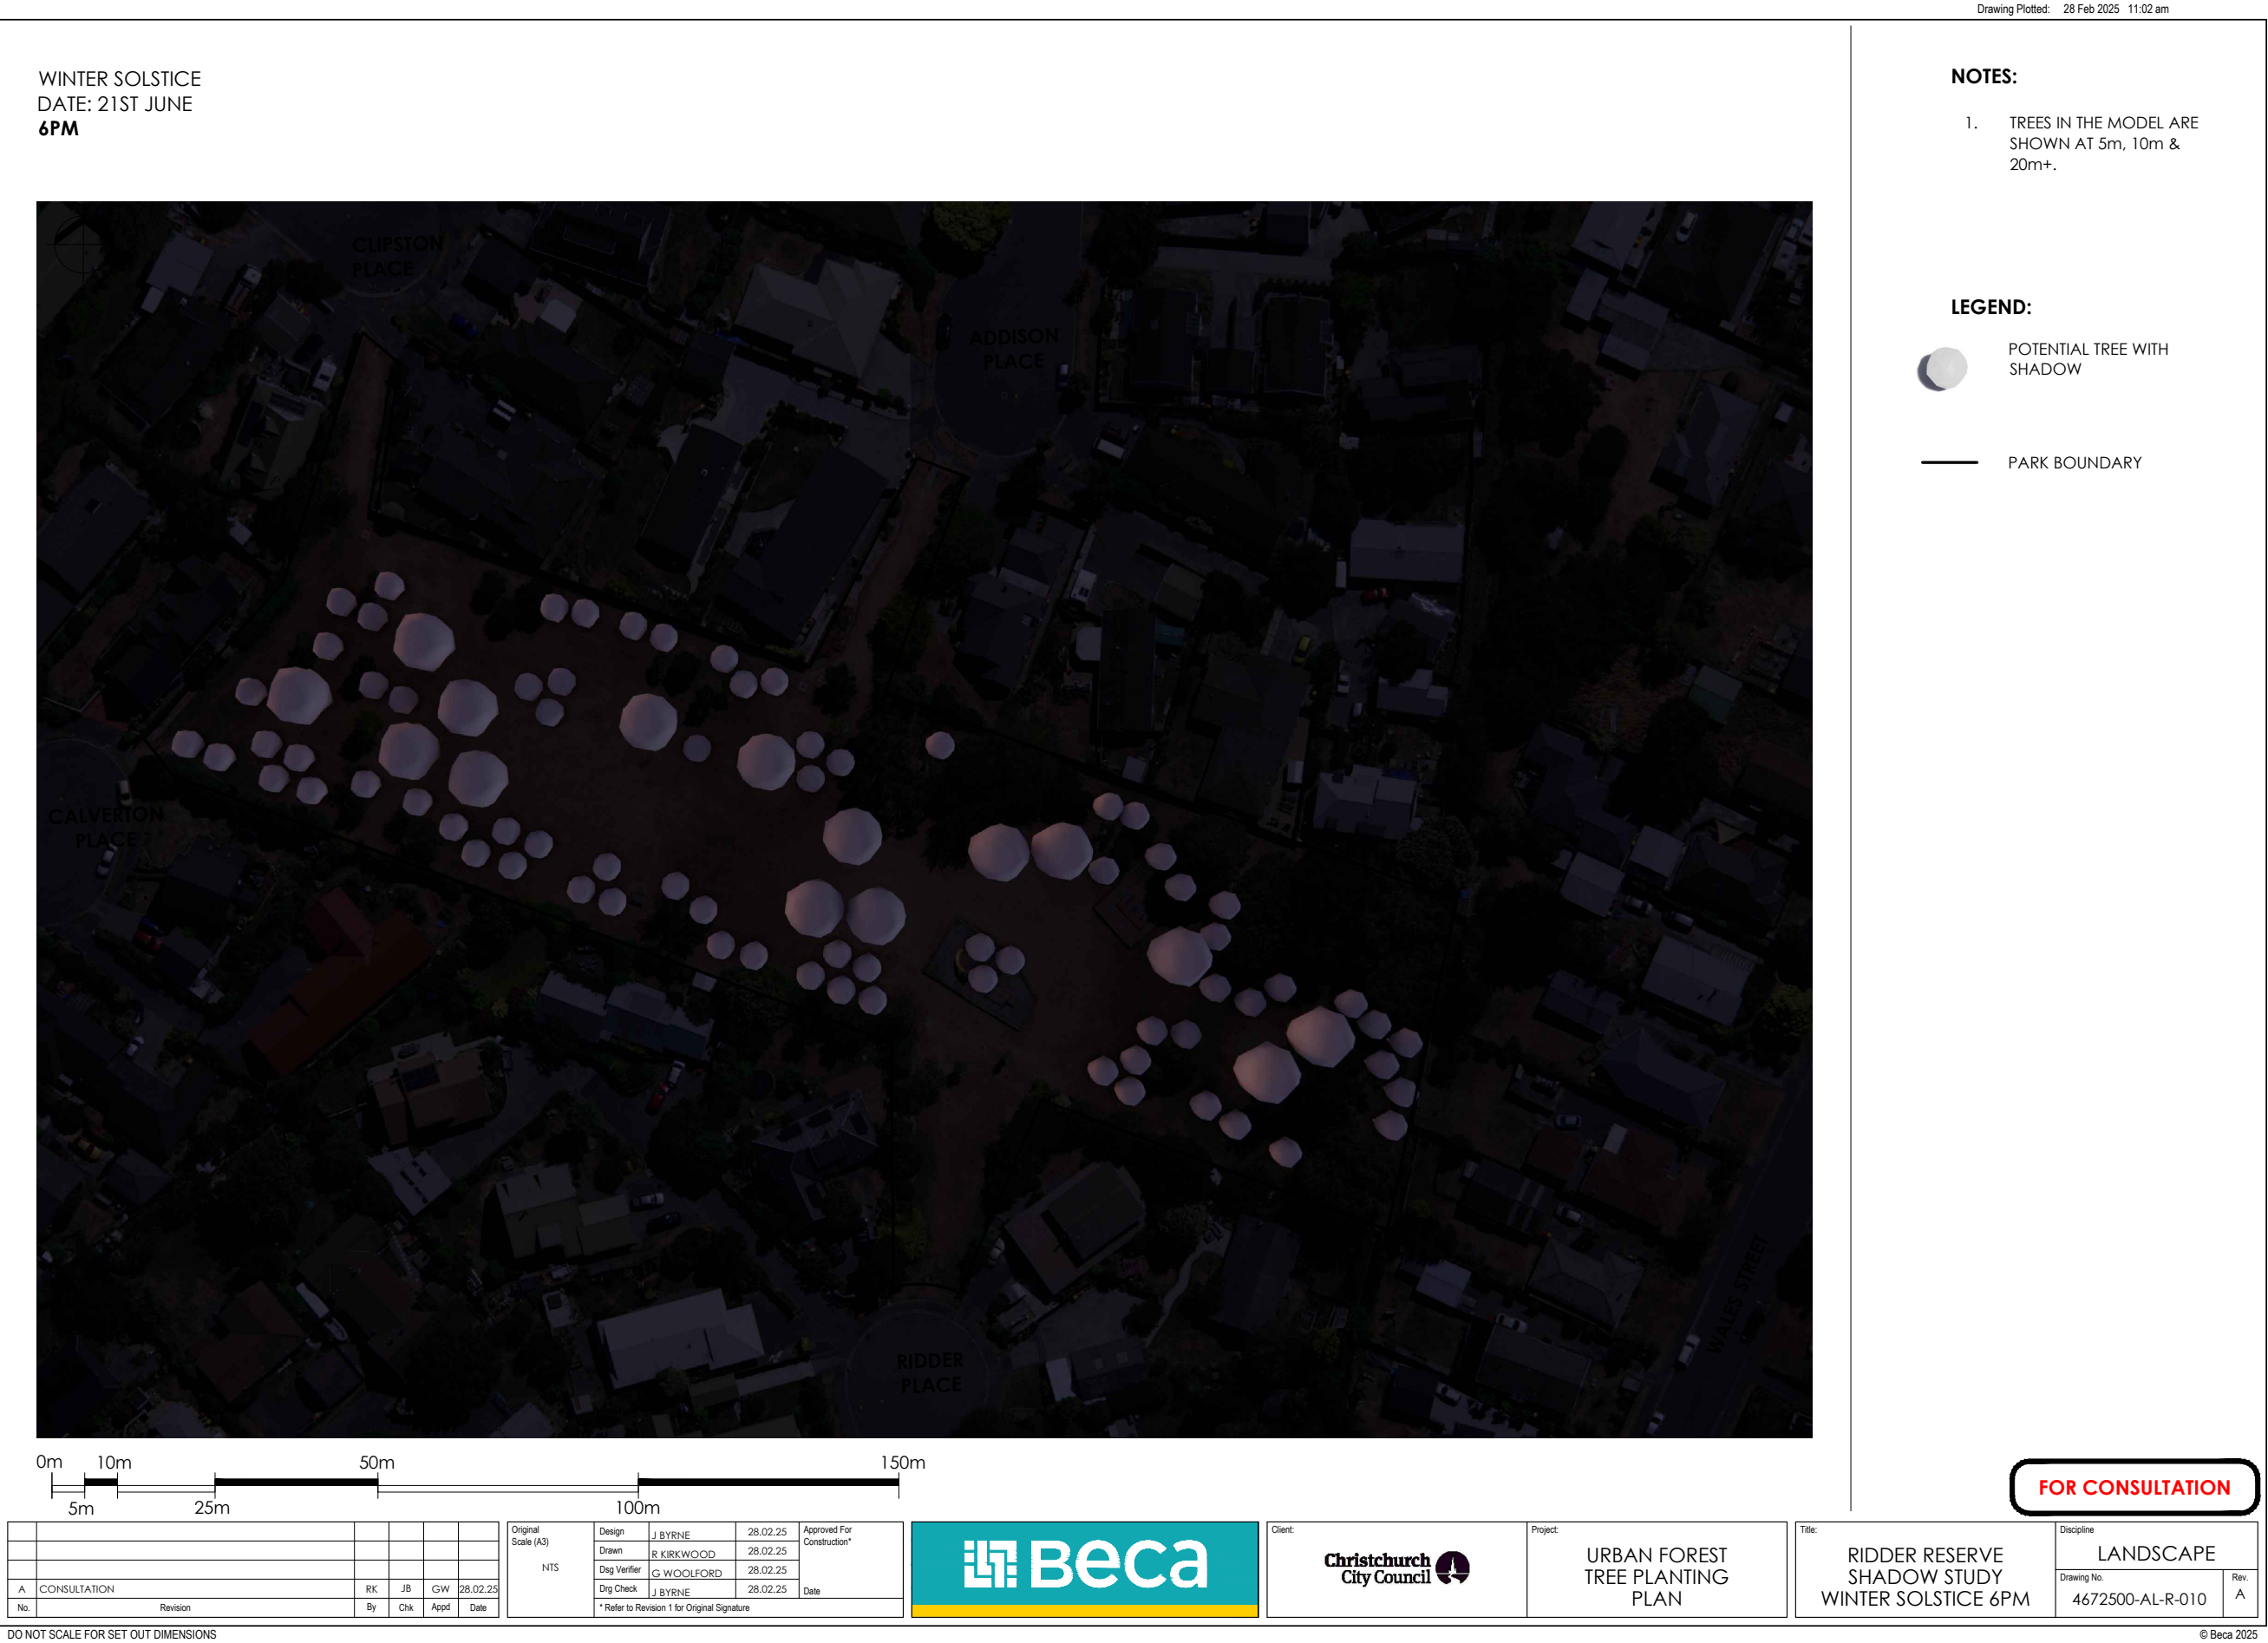 Drawing Plotted: 28 Feb 2025 11:02 am
WINTER SOLSTICE
DATE: 21ST JUNE
6PM
NOTES:
1. TREES IN THE MODEL ARE
SHOWN AT 5m, 10m &
20m+.
LEGEND:
POTENTIAL TREE WITH
SHADOW
PARK BOUNDARY
CLIPSTON
PLACE
ADDISON
PLACE
CALVERTON
PLACE
RIDDER
PLACE
WALES STREET
0m 10m 50m 150m
5m 25m 100m
FOR CONSULTATION
A CONSULTATION RK JB GW 28.02.25
No. Revision By Chk Appd Date
Original
Scale (A3)
NTS
Design J BYRNE 28.02.25
Drawn R KIRKWOOD 28.02.25
Dsg Verifier G WOOLFORD 28.02.25
Drg Check J BYRNE 28.02.25
* Refer to Revision 1 for Original Signature
Approved For
Construction*
Date
Beca
Client:
Christchurch
City Council
Project:
URBAN FOREST
TREE PLANTING
PLAN
Title:
RIDDER RESERVE
SHADOW STUDY
WINTER SOLSTICE 6PM
Discipline
LANDSCAPE
Drawing No.
4672500-AL-R-010
Rev.
A
DO NOT SCALE FOR SET OUT DIMENSIONS
© Beca 2025